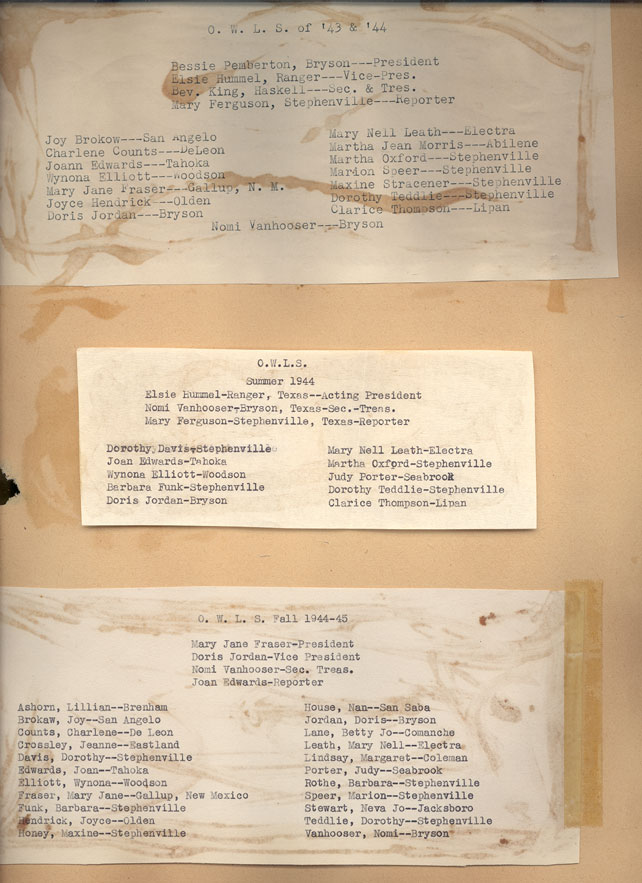 O. W. L. S. of '43 & '44
Bessie Pemberton, Bryson---President
Elsie Hummel, Ranger---Vice-Pres.
Bev. King, Haskell---Sec. & Tres.
Mary Ferguson, Stephenville---Reporter
Joy Brokow---San Angelo
Charlene Counts---DeLeon
Joann Edwards---Tahoka
Wynona Elliott---Woodson
Mary Jane Fraser---Gallup, N. M.
Joyce Hendrick---Olden
Doris Jordan---Bryson
Mary Nell Leath---Electra
Martha Jean Morris---Abilene
Martha Oxford---Stephenville
Marion Speer---Stephenville
Maxine Stracener---Stephenville
Dorothy Teddlie---Stephenville
Clarice Thompson---Lipan
Nomi Vanhooser---Bryson
O.W.L.S.
Summer 1944
Elsie Hummel-Ranger, Texas--Acting President
Nomi Vanhooser-Bryson, Texas-Sec.-Treas.
Mary Ferguson-Stephenville, Texas-Reporter
Dorothy Davis-Stephenville
Joan Edwards-Tahoka
Wynona Elliott-Woodson
Barbara Funk-Stephenville
Doris Jordan-Bryson
Mary Nell Leath-Electra
Martha Oxford-Stephenville
Judy Porter-Seabrook
Dorothy Teddlie-Stephenville
Clarice Thompson-Lipan
O. W. L. S. Fall 1944-45
Mary Jane Fraser-President
Doris Jordan-Vice President
Nomi Vanhooser-Sec. Treas.
Joan Edwards-Reporter
Ashorn, Lillian--Brenham
Brokaw, Joy--San Angelo
Counts, Charlene--De Leon
Crossley, Jeanne--Eastland
Davis, Dorothy--Stephenville
Edwards, Joan--Tahoka
Elliott, Wynona--Woodson
Fraser, Mary Jane--Gallup, New Mexico
Funk, Barbara--Stephenville
Hendrick, Joyce--Olden
Honey, Maxine--Stephenville
House, Nan--San Saba
Jordan, Doris--Bryson
Lane, Betty Jo--Comanche
Leath, Mary Nell--Electra
Lindsay, Margaret--Coleman
Porter, Judy--Seabrook
Rothe, Barbara--Stephenville
Speer, Marion--Stephenville
Stewart, Neva Jo--Jacksboro
Teddlie, Dorothy--Stephenville
Vanhooser, Nomi--Bryson